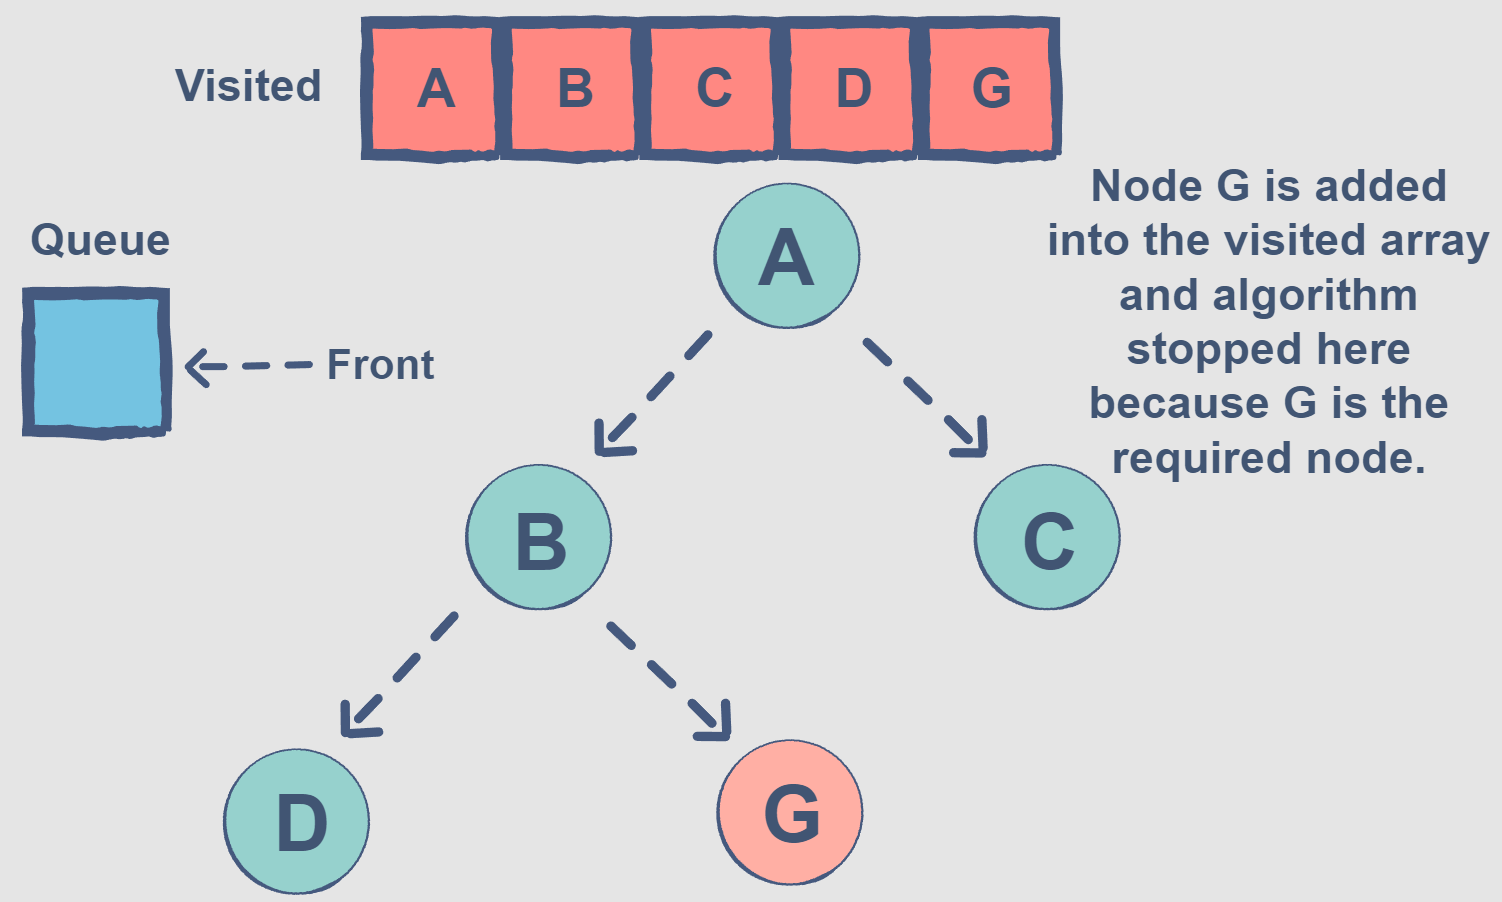 Visited
A B C D G
Queue
Front
Node G is added
into the visited array
and algorithm
stopped here
because G is the
required node.
A
B
C
D
G